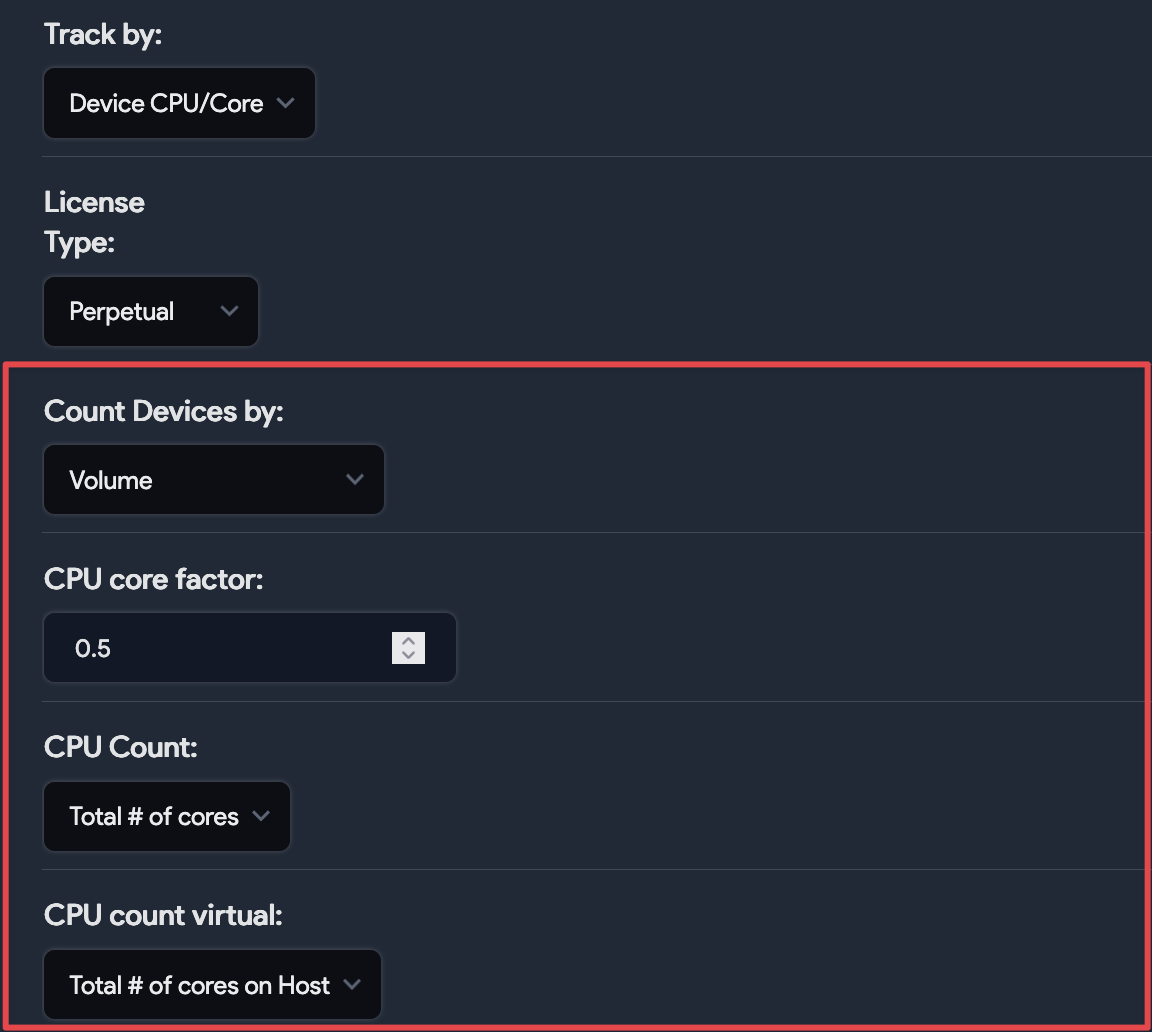 Track by:
Device CPU/Core
License
Type:
Perpetual
Count Devices by:
Volume
CPU core factor:
0.5
CPU Count:
Total # of cores
CPU count virtual:
Total # of cores on Host